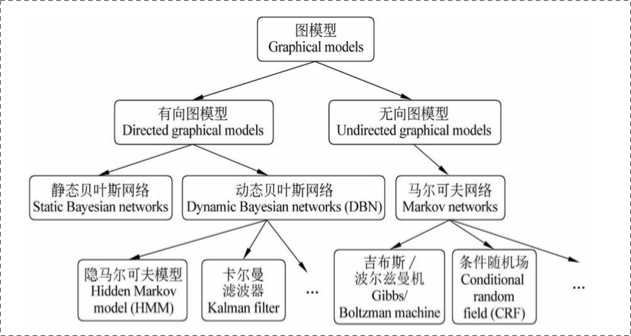 图模型
Graphical models
有向图模型
Directed graphical models
无向图模型
Undirected graphical models
静态贝叶斯网络
Static Bayesian networks
动态贝叶斯网络
Dynamic Bayesian networks (DBN)
马尔可夫网络
Markov networks
隐马尔可夫模型
Hidden Markov
model (HMM)
卡尔曼
滤波器
Kalman filter
...
吉布斯/
波尔兹曼机
Gibbs/
Boltzman machine
条件随机场
Conditional
random
field (CRF)
...